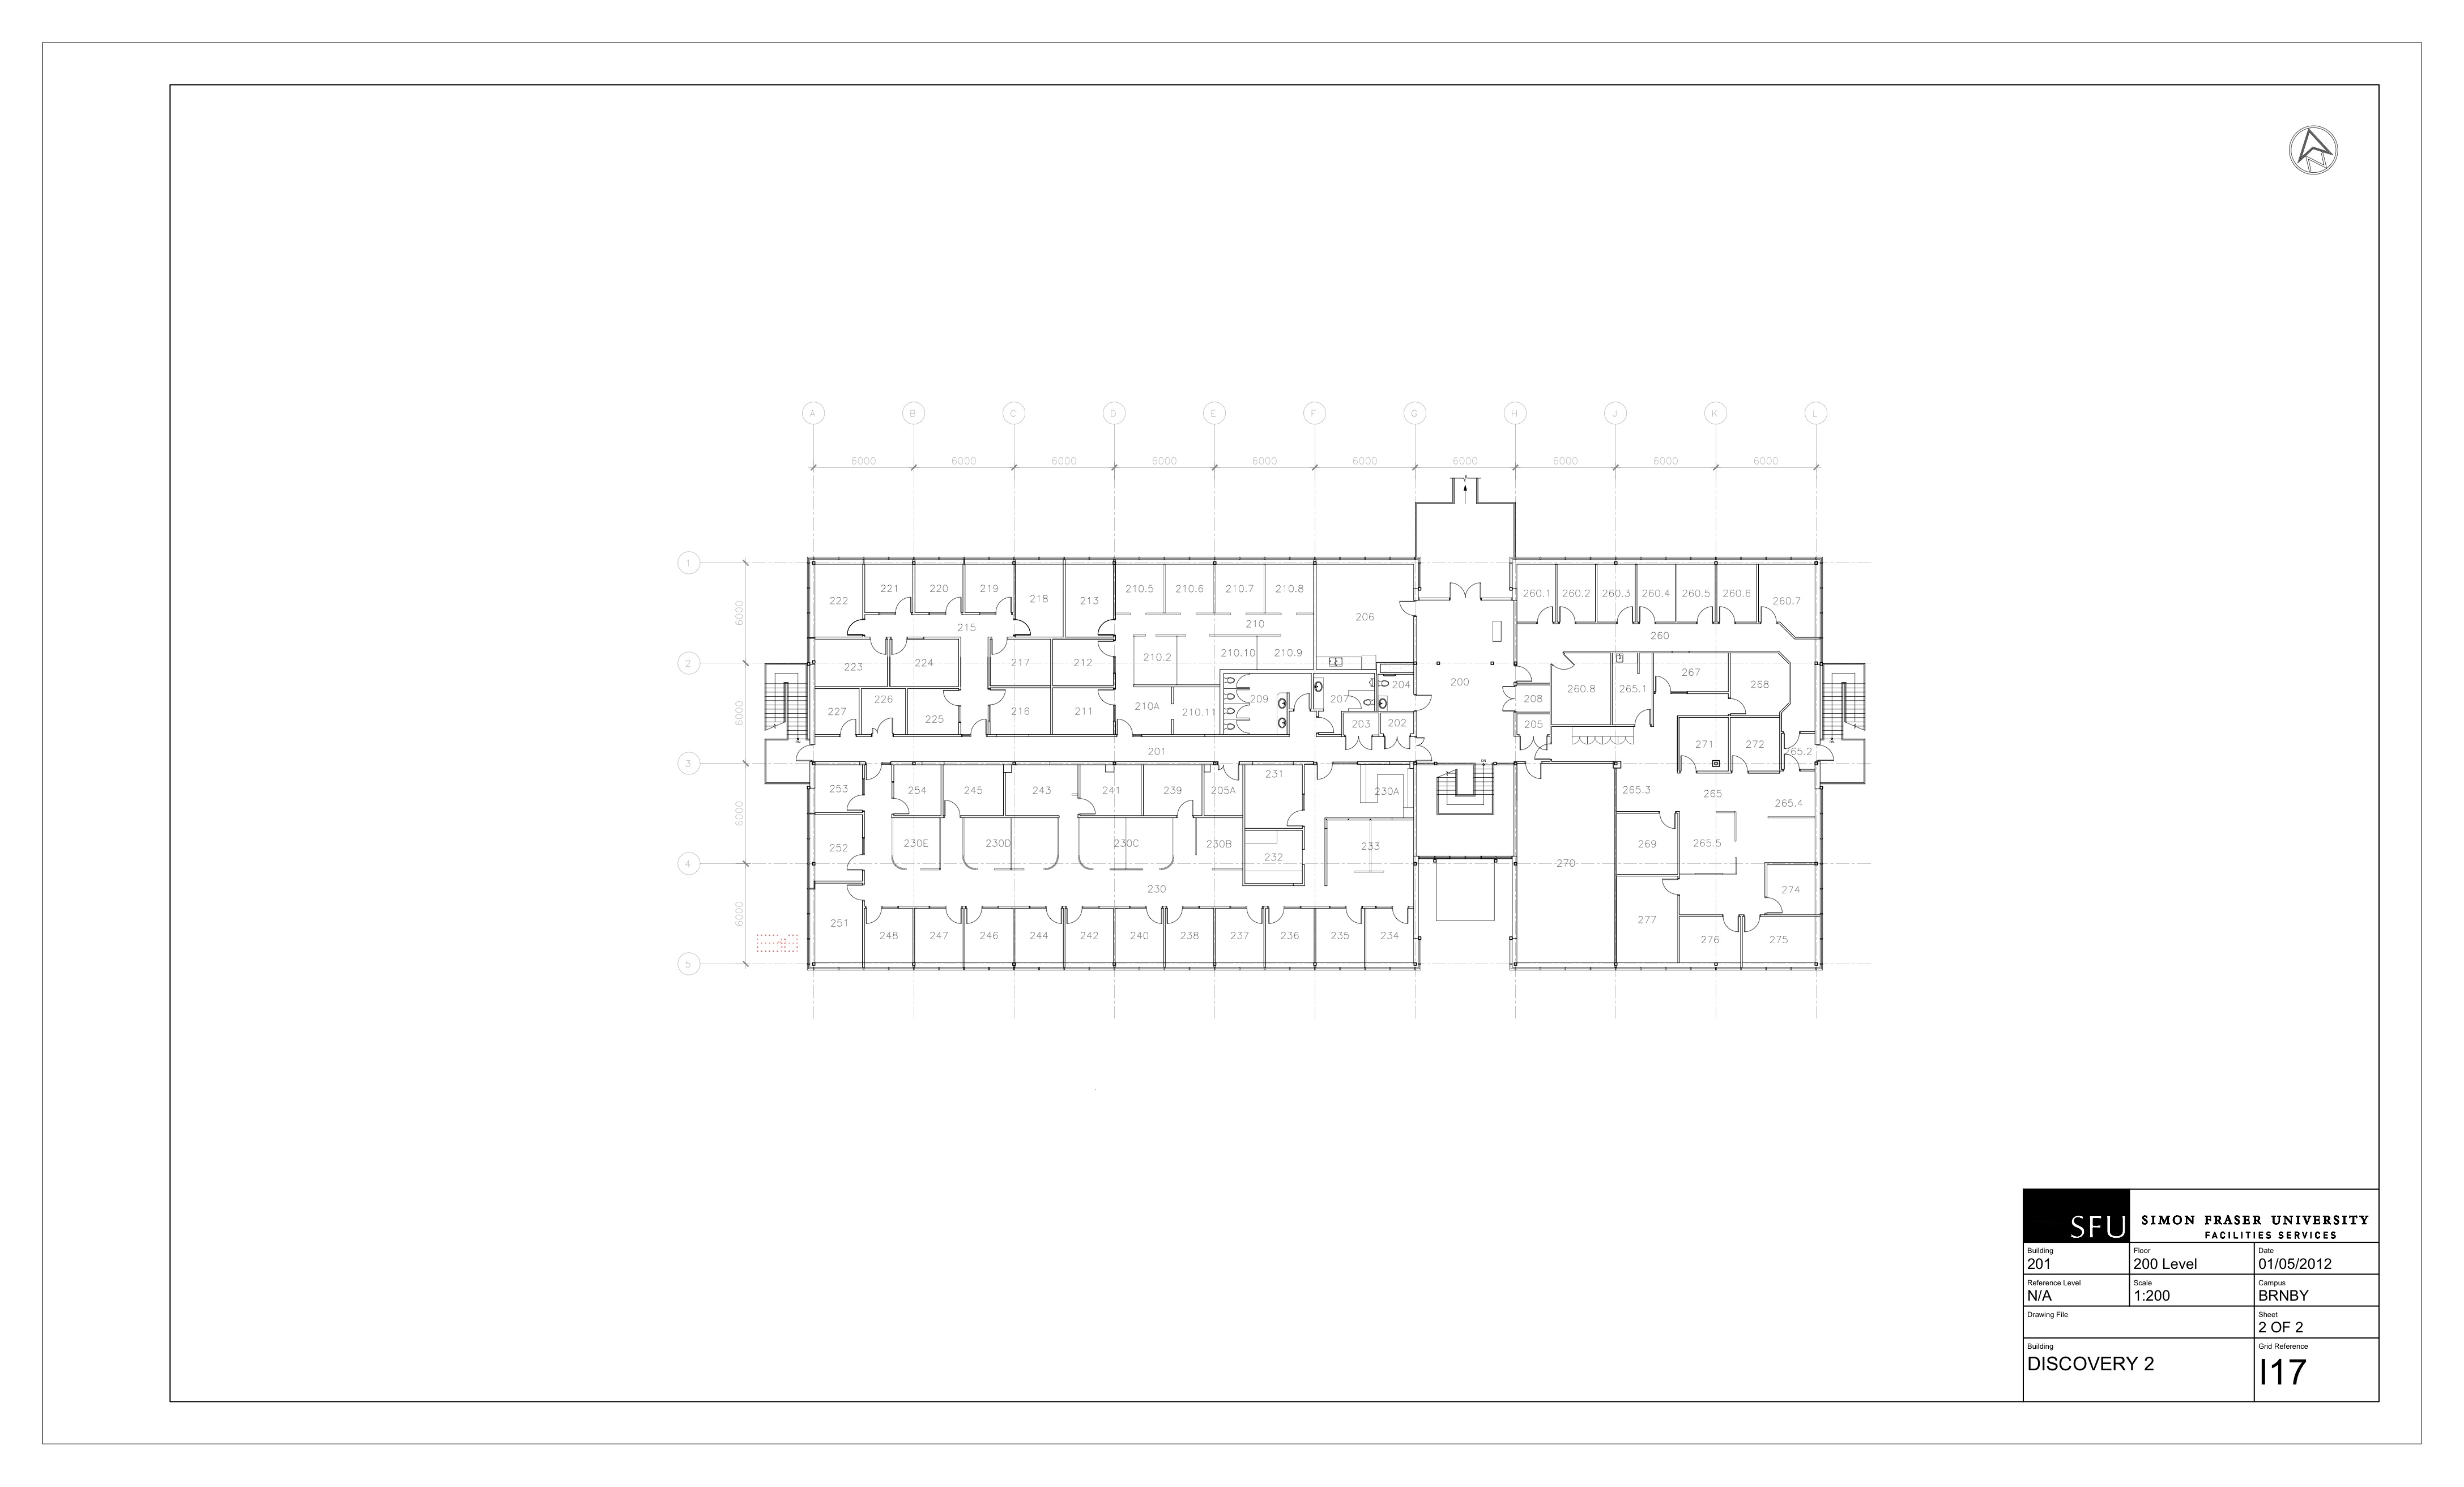 A B C D E F G H J K L
6000 6000 6000 6000 6000 6000 6000 6000 6000 6000
1
6000
2
6000
3
6000
4
6000
5
221 220 219 210.5 210.6 210.7 210.8
222 218 213
260.1 260.2 260.3 260.4 260.5 260.6 260.7
215 210 206 260
223 224 217 212 210.2 210.10 210.9
267
227 226 225 216 211 210A 210.11 209 207 204 200 208 260.8 265.1 268
203 202 205
201 271 272 265.2
253 254 245 243 241 239 205A 231 230A 265.3 265 265.4
252 230E 230D 230C 230B 232 233 270 269 265.5
230 274
251 277
248 247 246 244 242 240 238 237 236 235 234 276 275
DN
DN
DN
SFU
SIMON FRASER UNIVERSITY
FACILITIES SERVICES
Building Floor Date
201 200 Level 01/05/2012
Reference Level Scale Campus
N/A 1:200 BRNBY
Drawing File Sheet
2 OF 2
Building Grid Reference
DISCOVERY 2 I17